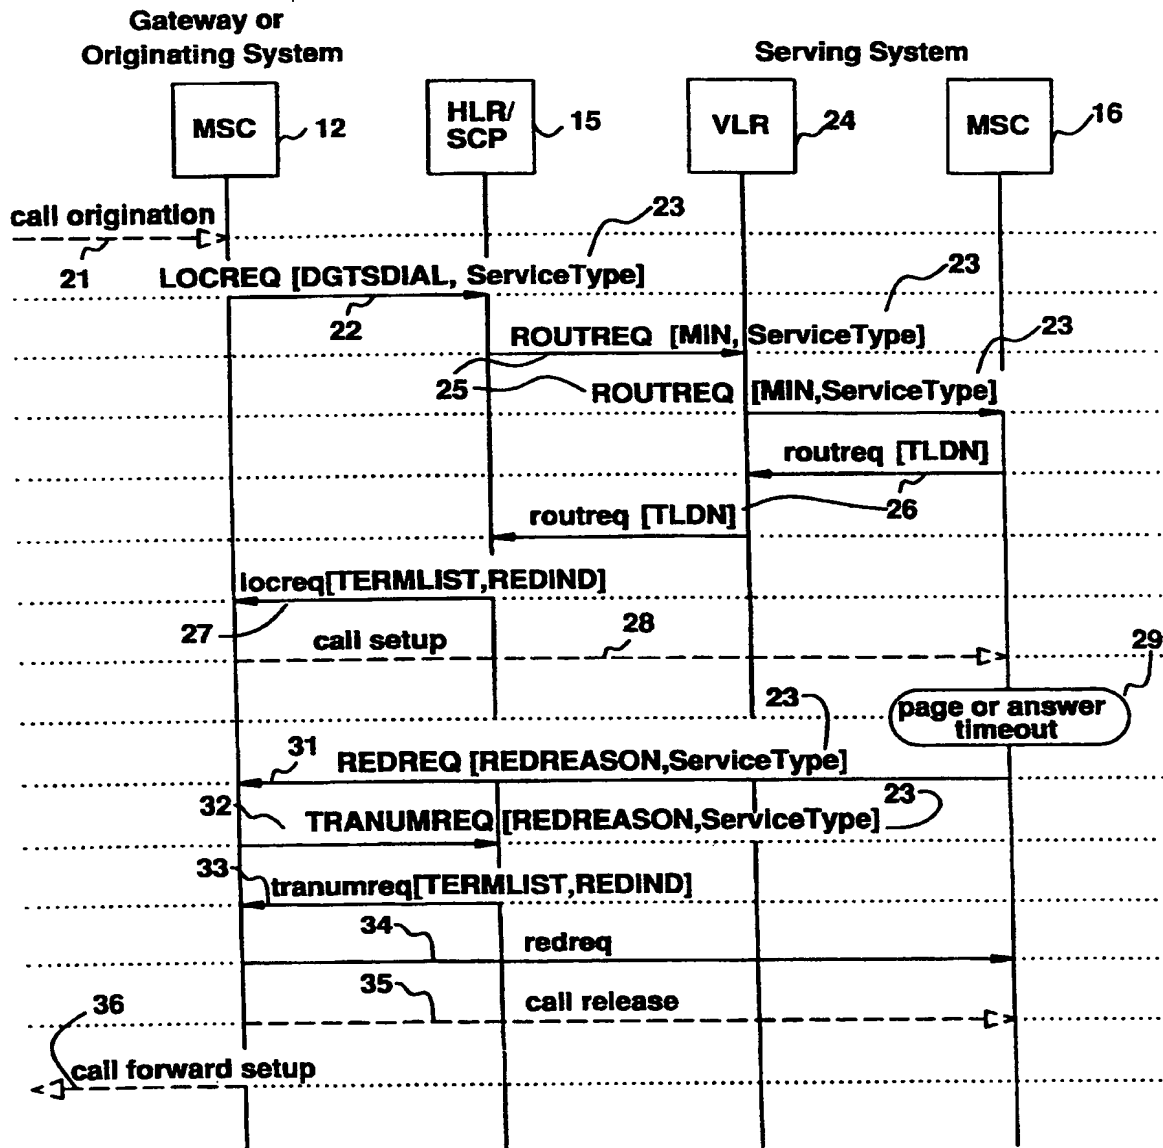 Gateway or
Originating System
Serving System
MSC
12
HLR/
SCP
15
VLR
24
MSC
16
call origination
23
21
LOCREQ [DGTSDIAL, ServiceType]
23
22
ROUTREQ [MIN, ServiceType]
23
25
ROUTREQ [MIN,ServiceType]
routreq [TLDN]
26
routreq [TLDN]
locreq[TERMLIST,REDIND]
27
call setup
28
29
23
page or answer
timeout
31
REDREQ [REDREASON,ServiceType]
32
TRANUMREQ [REDREASON,ServiceType]
23
33
tranumreq[TERMLIST,REDIND]
34
redreq
35
call release
36
call forward setup